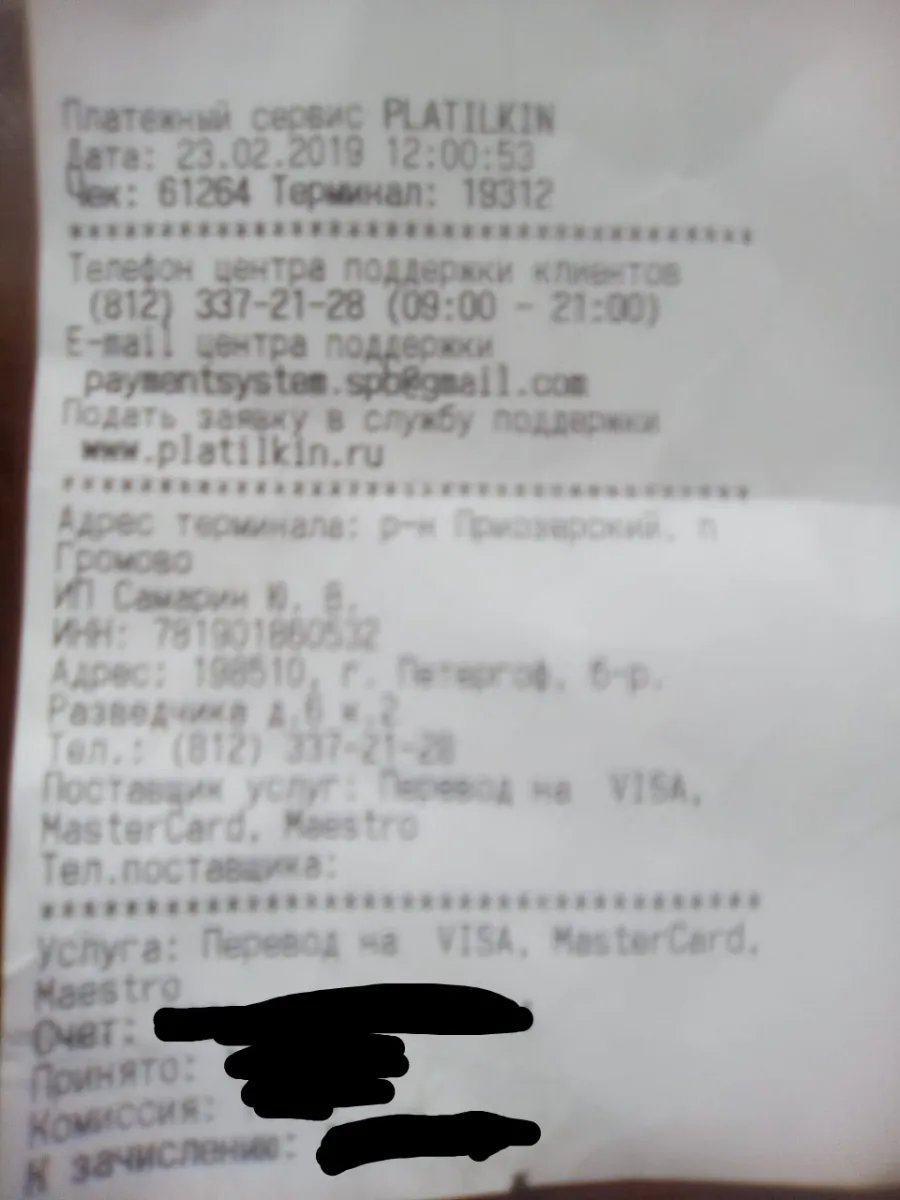 Платежный сервис PLATILKIN
Дата: 23.02.2019 12:00:53
Чек: 61264 Терминал: 19312
***************************************
Телефон центра поддержки клиентов
(812) 337-21-28 (09:00 - 21:00)
E-mail центра поддержки
paymentsystem.spb@gmail.com
Подать заявку в службу поддержки
www.platilkin.ru
***************************************
Адрес терминала: р-н Приозерский, п
Громово
ИП Самарин Ю. В.
ИНН: 781901860532
Адрес: 198510, г. Петергоф, б-р.
Разведчика д.6 к.2
Тел.: (812) 337-21-28
Поставщик услуг: Перевод на VISA,
MasterCard, Maestro
Тел.поставщика:
***************************************
Услуга: Перевод на VISA, MasterCard,
Maestro
Счет:
Принято:
Комиссия:
К зачислению: